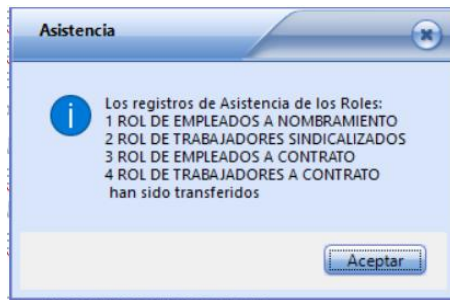 Asistencia
Los registros de Asistencia de los Roles:
1 ROL DE EMPLEADOS A NOMBRAMIENTO
2 ROL DE TRABAJADORES SINDICALIZADOS
3 ROL DE EMPLEADOS A CONTRATO
4 ROL DE TRABAJADORES A CONTRATO
han sido transferidos
Aceptar